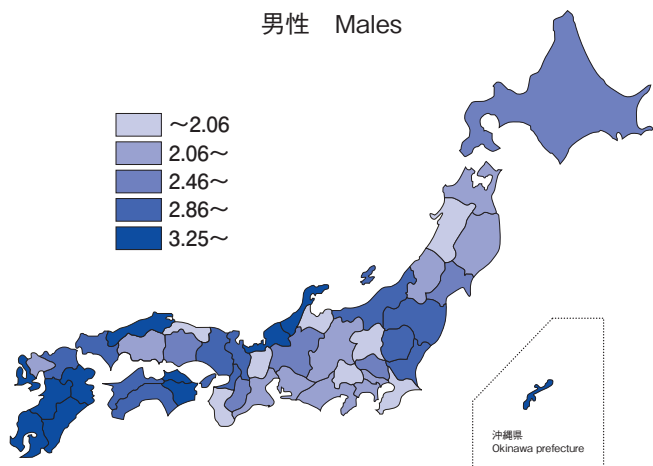 男性 Males
～2.06
2.06～
2.46～
2.86～
3.25～
沖縄県
Okinawa prefecture